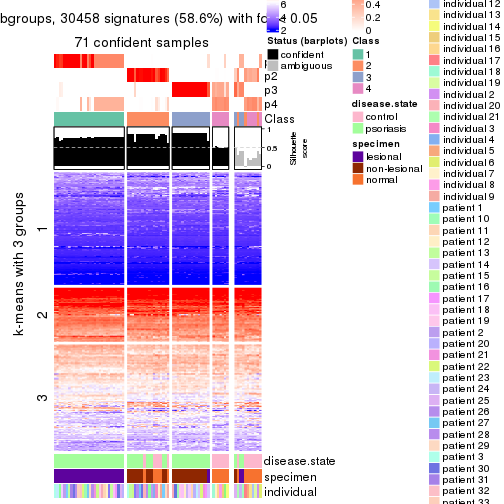 bgroups, 30458 signatures (58.6%) with fdr < 0.05
71 confident samples
p2
p3
p4
Class
1
0.5
0
Silhouette
score
k-means with 3 groups
1
2
3
disease.state
specimen
individual
6
4
2
0
0.4
0.2
0
Status (barplots)
confident
ambiguous
Class
1
2
3
4
disease.state
control
psoriasis
specimen
lesional
non-lesional
normal
individual 12
individual 13
individual 14
individual 15
individual 16
individual 17
individual 18
individual 19
individual 2
individual 20
individual 21
individual 3
individual 4
individual 5
individual 6
individual 7
individual 8
individual 9
patient 1
patient 10
patient 11
patient 12
patient 13
patient 14
patient 15
patient 16
patient 17
patient 18
patient 19
patient 2
patient 20
patient 21
patient 22
patient 23
patient 24
patient 25
patient 26
patient 27
patient 28
patient 29
patient 3
patient 30
patient 31
patient 32
patient 33